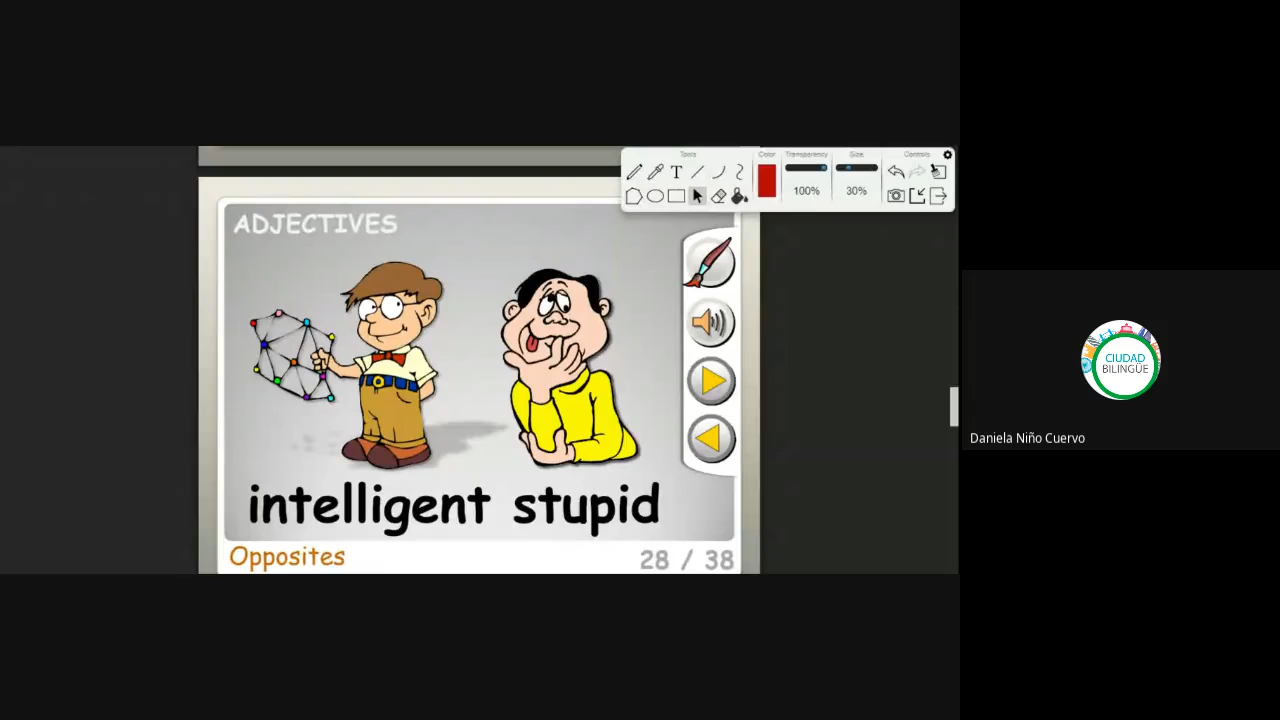 Tools
Color
Transparency
Size
Controls
T
100%
30%
ADJECTIVES
intelligent stupid
Opposites
28 / 38
CIUDAD
BILINGÜE
Daniela Niño Cuervo